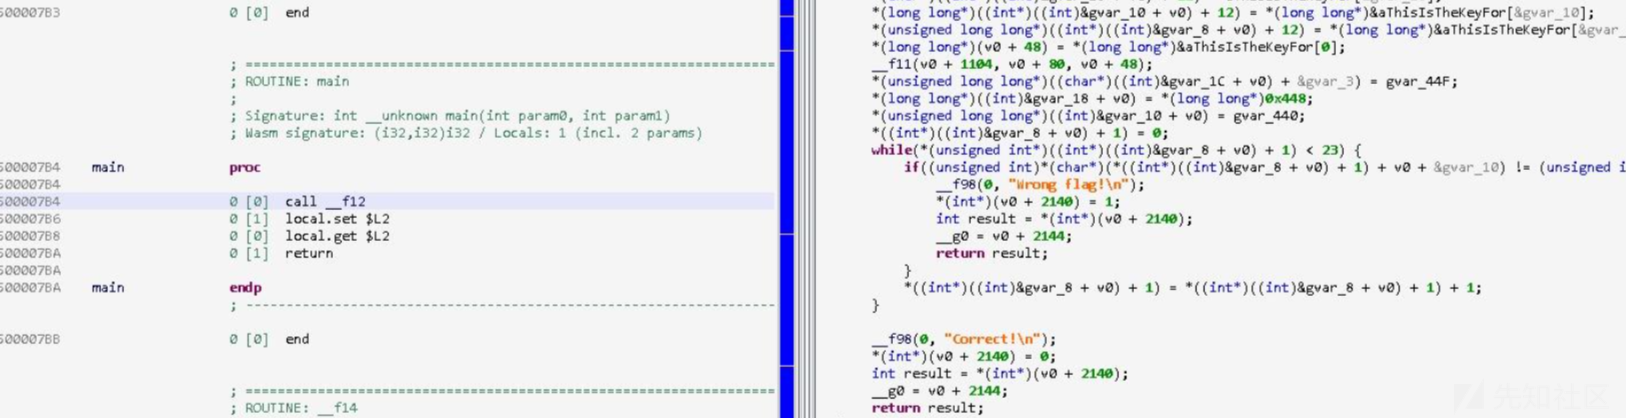 500007B3 0 [0] end
; ROUTINE: main
;
; Signature: int __unknown main(int param0, int param1)
; Wasm signature: (i32,i32)i32 / Locals: 1 (incl. 2 params)
500007B4 main proc
500007B4
500007B4 0 [0] call __f12
500007B6 0 [1] local.set $L2
500007B8 0 [0] local.get $L2
500007BA 0 [1] return
500007BA
500007BA main endp
500007BB 0 [0] end
; ROUTINE: __f14
*(long long*)((int*)((int)&gvar_10 + v0) + 12) = *(long long*)&aThisIsTheKeyFor[&gvar_10];
*(unsigned long long*)((int*)((int)&gvar_8 + v0) + 12) = *(long long*)&aThisIsTheKeyFor[&gvar_
*(long long*)(v0 + 48) = *(long long*)&aThisIsTheKeyFor[0];
__f11(v0 + 1104, v0 + 80, v0 + 48);
*(unsigned long long*)((char*)((int)&gvar_1C + v0) + &gvar_3) = gvar_44F;
*(long long*)((int)&gvar_18 + v0) = *(long long*)0x448;
*(unsigned long long*)((int)&gvar_10 + v0) = gvar_440;
*((int*)((int)&gvar_8 + v0) + 1) = 0;
while(*(unsigned int*)((int*)((int)&gvar_8 + v0) + 1) < 23) {
if((unsigned int)*(char*)(*((int*)((int)&gvar_8 + v0) + 1) + v0 + &gvar_10) != (unsigned i
__f98(0, "Wrong flag!\n");
*(int*)(v0 + 2140) = 1;
int result = *(int*)(v0 + 2140);
__g0 = v0 + 2144;
return result;
}
*((int*)((int)&gvar_8 + v0) + 1) = *((int*)((int)&gvar_8 + v0) + 1) + 1;
}
__f98(0, "Correct!\n");
*(int*)(v0 + 2140) = 0;
int result = *(int*)(v0 + 2140);
__g0 = v0 + 2144;
return result;
先知社区